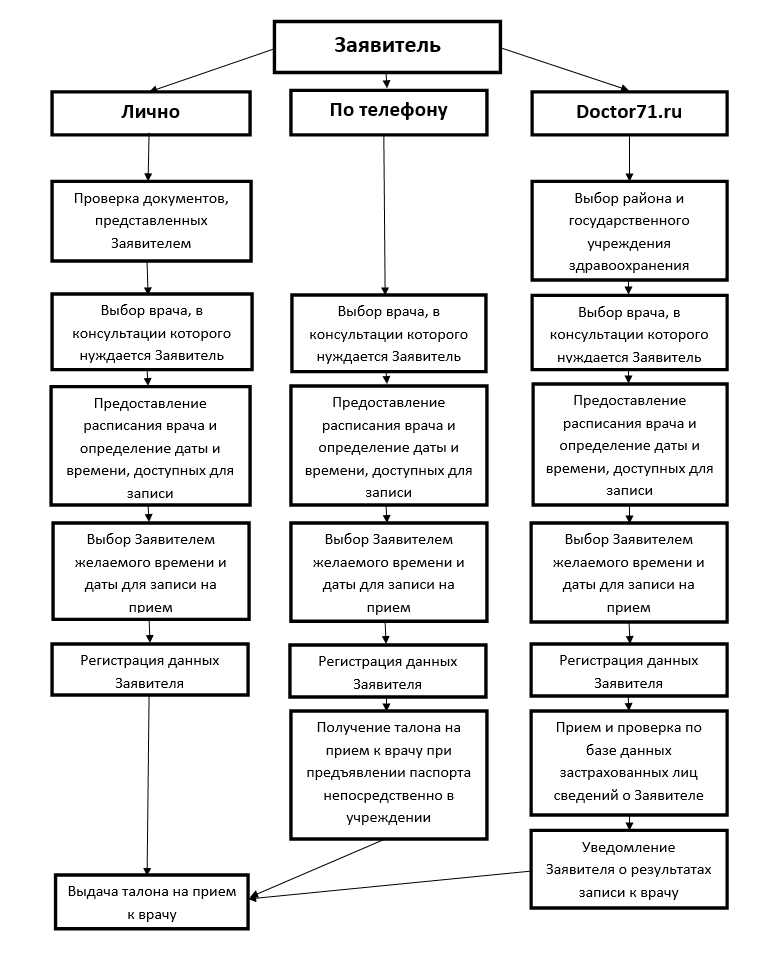 Заявитель
Лично
Проверка документов,
представленных
Заявителем
Выбор врача, в
консультации которого
нуждается Заявитель
Предоставление
расписания врача и
определение даты и
времени, доступных для
записи
Выбор Заявителем
желаемого времени и
даты для записи на
прием
Регистрация данных
Заявителя
По телефону
Выбор врача, в
консультации которого
нуждается Заявитель
Предоставление
расписания врача и
определение даты и
времени, доступных для
записи
Выбор Заявителем
желаемого времени и
даты для записи на
прием
Регистрация данных
Заявителя
Получение талона на
прием к врачу при
предъявлении паспорта
непосредственно в
учреждении
Doctor71.ru
Выбор района и
государственного
учреждения
здравоохранения
Выбор врача, в
консультации которого
нуждается Заявитель
Предоставление
расписания врача и
определение даты и
времени, доступных для
записи
Выбор Заявителем
желаемого времени и
даты для записи на
прием
Регистрация данных
Заявителя
Прием и проверка по
базе данных
застрахованных лиц
сведений о Заявителе
Уведомление
Заявителя о результатах
записи к врачу
Выдача талона на прием
к врачу